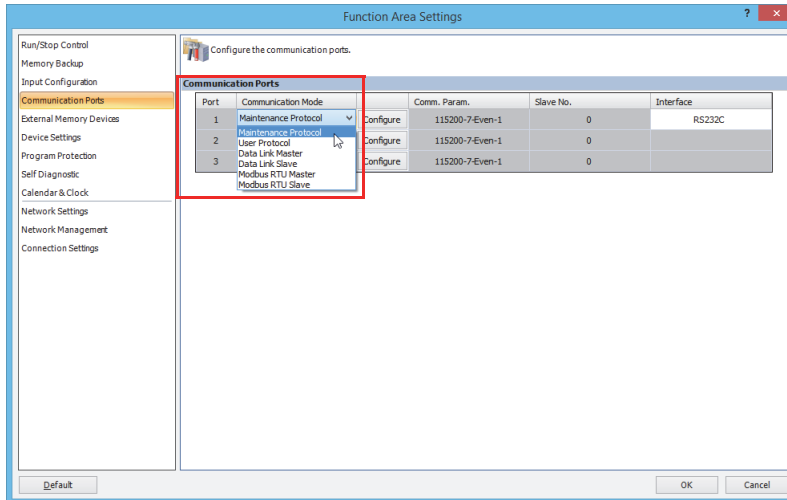 Function Area Settings
? ×
Run/Stop Control
Memory Backup
Input Configuration
Communication Ports
External Memory Devices
Device Settings
Program Protection
Self Diagnostic
Calendar & Clock
Network Settings
Network Management
Connection Settings
Configure the communication ports.
Communication Ports
Port Communication Mode Comm. Param. Slave No. Interface
1 Maintenance Protocol Configure 115200-7-Even-1 0 RS232C
2 Configure 115200-7-Even-1 0
3 Configure 115200-7-Even-1 0
Maintenance Protocol
User Protocol
Data Link Master
Data Link Slave
Modbus RTU Master
Modbus RTU Slave
Default OK Cancel